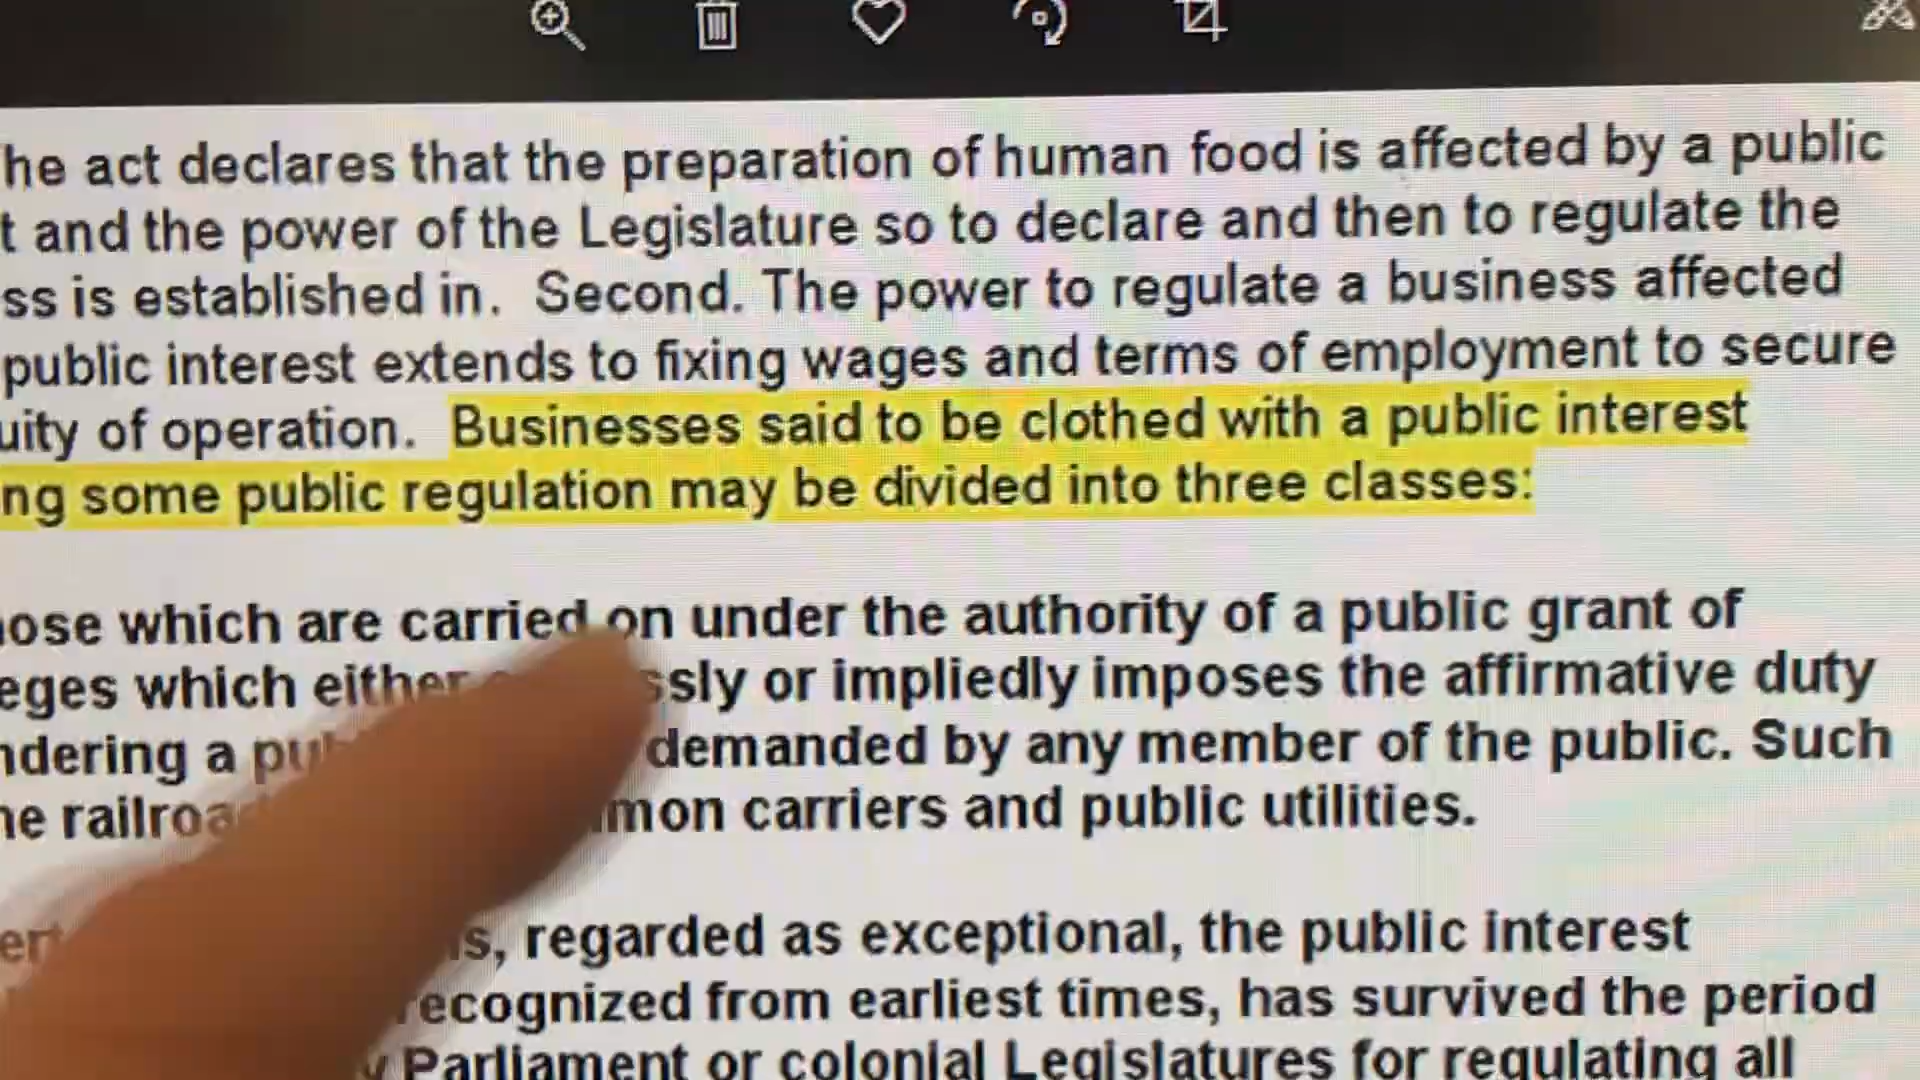 he act declares that the preparation of human food is affected by a public
t and the power of the Legislature so to declare and then to regulate the
ss is established in. Second. The power to regulate a business affected
public interest extends to fixing wages and terms of employment to secure
uity of operation. Businesses said to be clothed with a public interest
ng some public regulation may be divided into three classes:
ose which are carried on under the authority of a public grant of
eges which either ssly or impliedly imposes the affirmative duty
ndering a demanded by any member of the public. Such
ne railroa mon carriers and public utilities.
ert s, regarded as exceptional, the public interest
recognized from earliest times, has survived the period
y Parliament or colonial Legislatures for regulating all